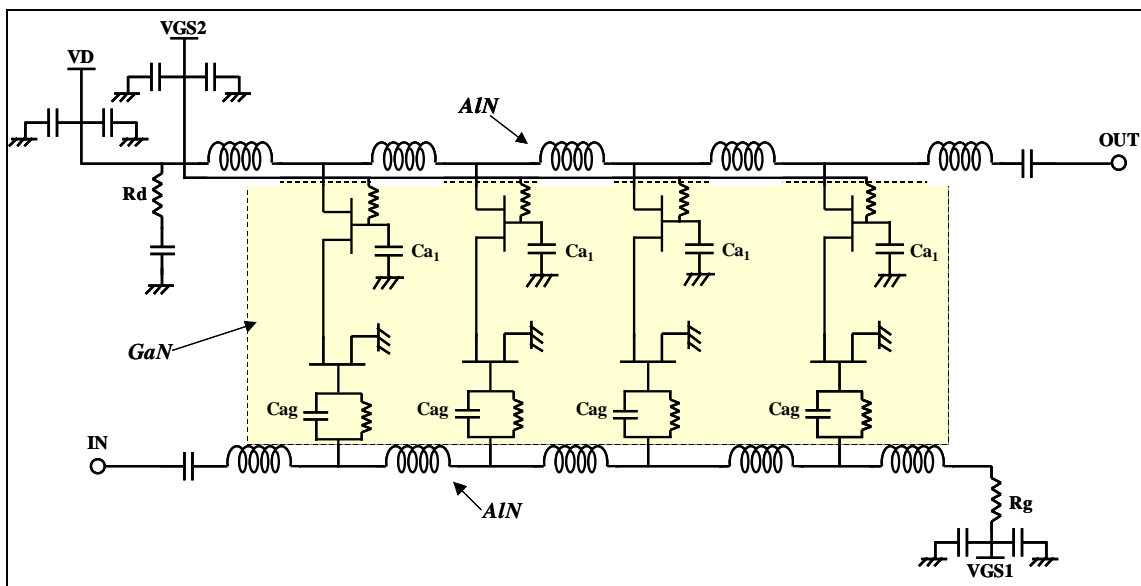 VGS2
VD
AlN
OUT
Rd
Ca1
Ca1
Ca1
Ca1
GaN
Cag
Cag
Cag
Cag
IN
AlN
Rg
VGS1